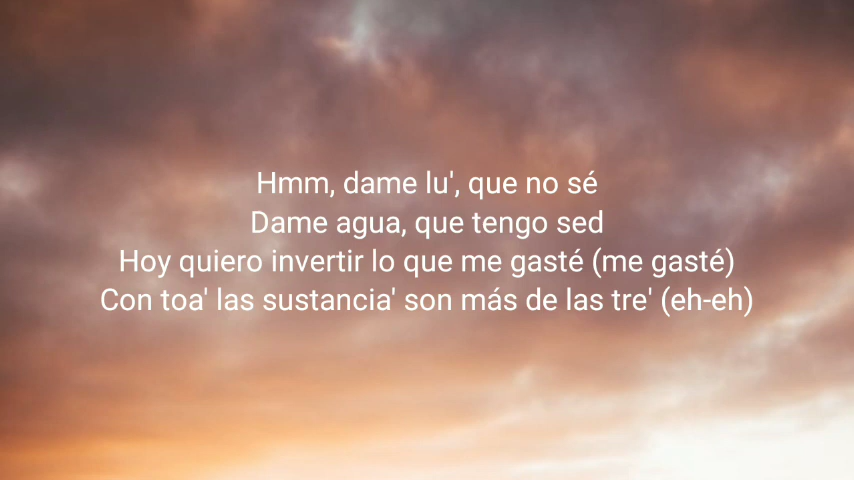 Hmm, dame lu', que no sé
Dame agua, que tengo sed
Hoy quiero invertir lo que me gasté (me gasté)
Con toa' las sustancia' son más de las tre' (eh-eh)